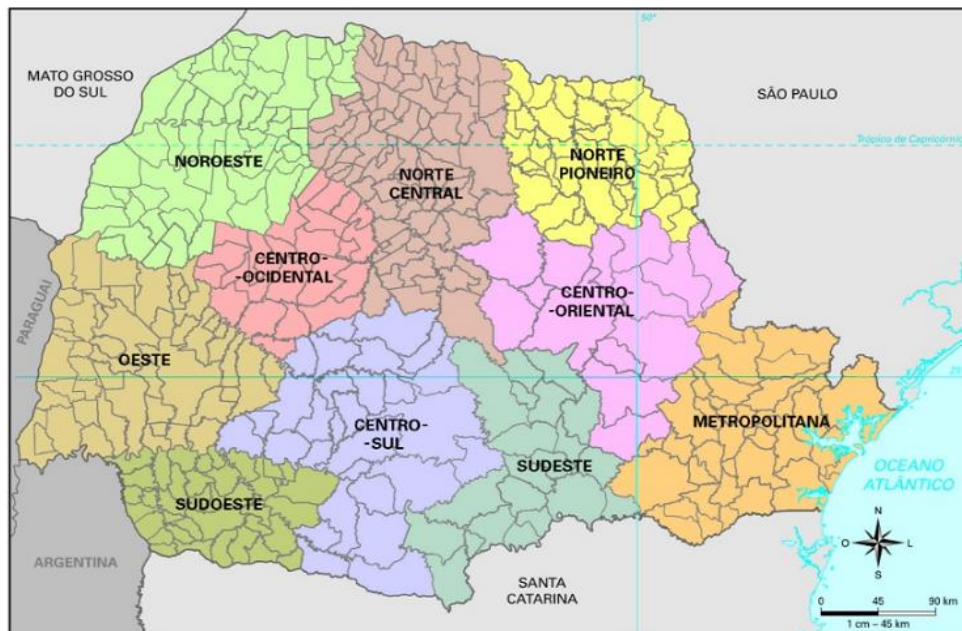 50°
MATO GROSSO
DO SUL
SÃO PAULO
Trópico de Capricórnio
NOROESTE
NORTE
CENTRAL
NORTE
PIONEIRO
CENTRO-
-OCIDENTAL
CENTRO-
-ORIENTAL
PARAGUAI
OESTE
25°
CENTRO-
-SUL
METROPOLITANA
SUDESTE
OCEANO
ATLÂNTICO
SUDOESTE
N
O
L
S
ARGENTINA
SANTA
CATARINA
0 45 90 km
1 cm – 45 km